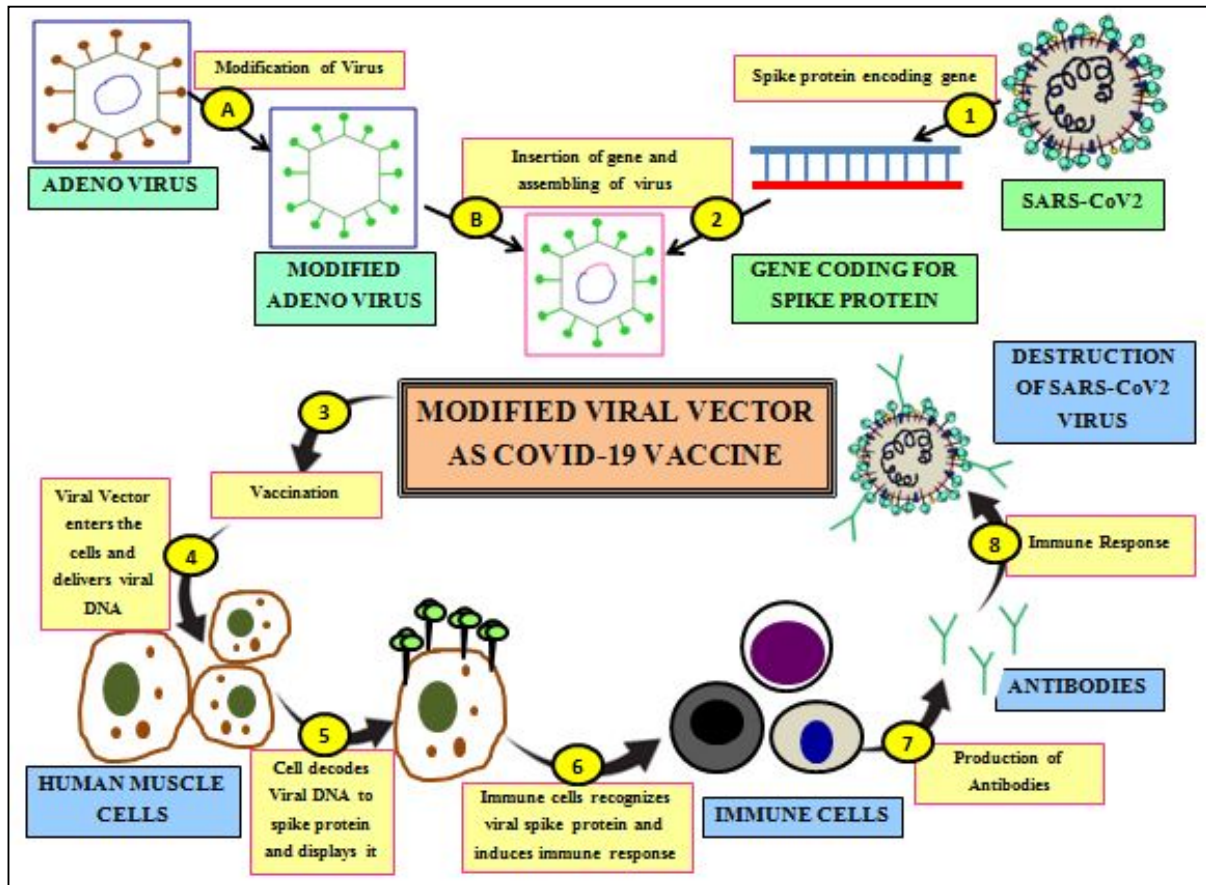 Modification of Virus
A
ADENO VIRUS
MODIFIED
ADENO VIRUS
Spike protein encoding gene
1
SARS-CoV2
Insertion of gene and
assembling of virus
B
2
GENE CODING FOR
SPIKE PROTEIN
DESTRUCTION
OF SARS-CoV2
VIRUS
MODIFIED VIRAL VECTOR
AS COVID-19 VACCINE
3
Vaccination
Viral Vector
enters the
cells and
delivers viral
DNA
4
HUMAN MUSCLE
CELLS
5
Cell decodes
Viral DNA to
spike protein
and displays it
6
Immune cells recognizes
viral spike protein and
induces immune response
IMMUNE CELLS
7
Production of
Antibodies
ANTIBODIES
8
Immune Response